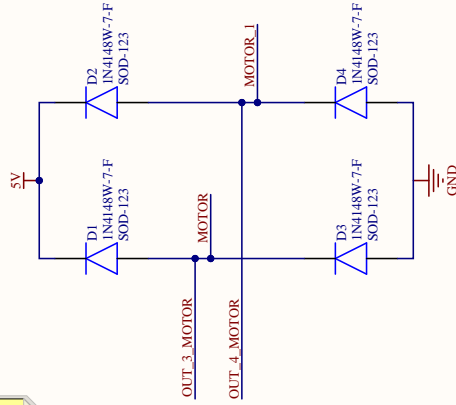 5V
D2
1N4148W-7-F
SOD-123
MOTOR_1
D4
1N4148W-7-F
SOD-123
D1
1N4148W-7-F
SOD-123
MOTOR
D3
1N4148W-7-F
SOD-123
GND
OUT_3_MOTOR
OUT_4_MOTOR